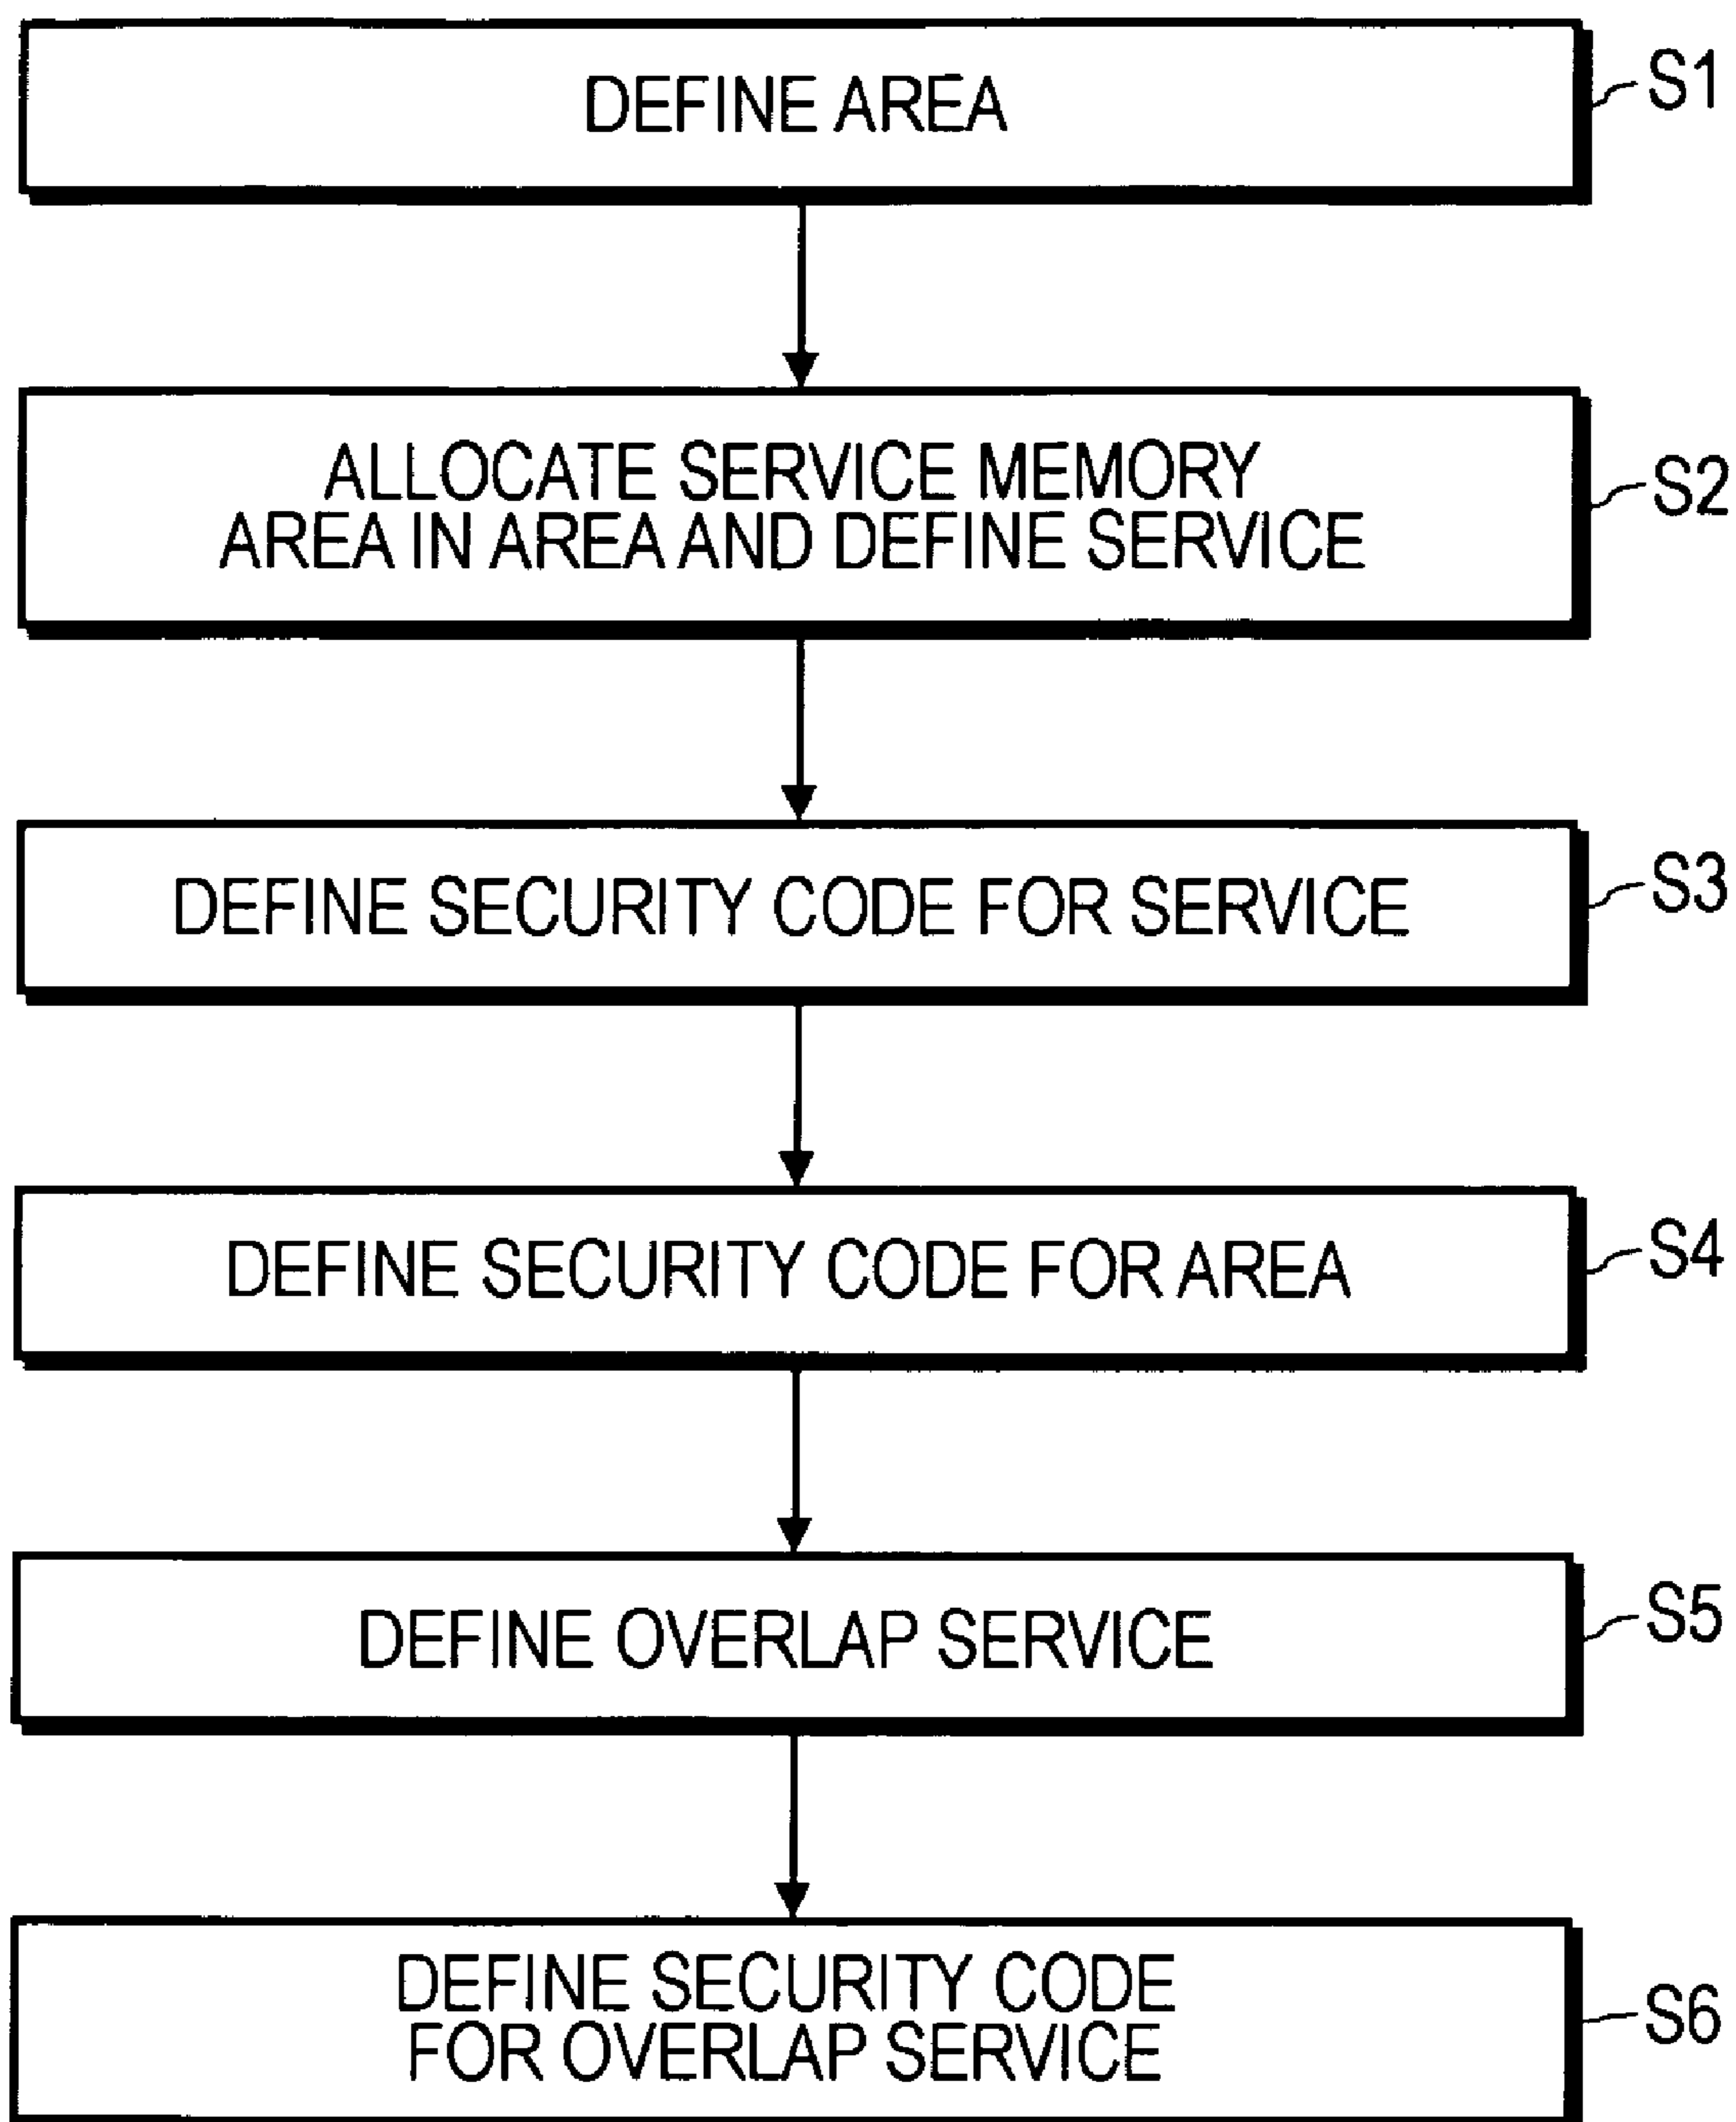 DEFINE AREA
S1
ALLOCATE SERVICE MEMORY
AREA IN AREA AND DEFINE SERVICE
S2
DEFINE SECURITY CODE FOR SERVICE
S3
DEFINE SECURITY CODE FOR AREA
S4
DEFINE OVERLAP SERVICE
S5
DEFINE SECURITY CODE
FOR OVERLAP SERVICE
S6